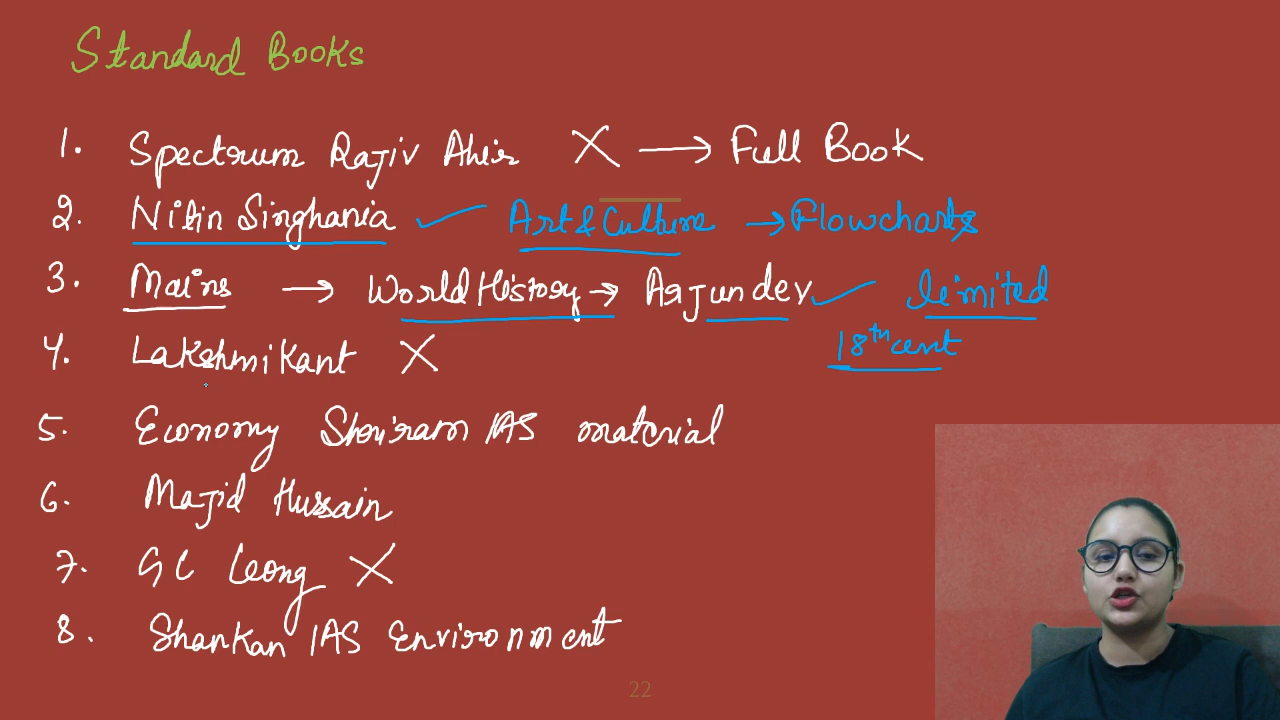 Standard Books
1. Spectrum Rajiv Ahir X → Full Book
2. Nitin Singhania ✓ Art & Culture → Flowcharts
3. Mains → World History → Arjun dev ✓ limited
18th cent
4. Lakshmikant X
5. Economy Shriram IAS material
6. Majid Hussain
7. GC Leong X
8. Shankar IAS Environment
22